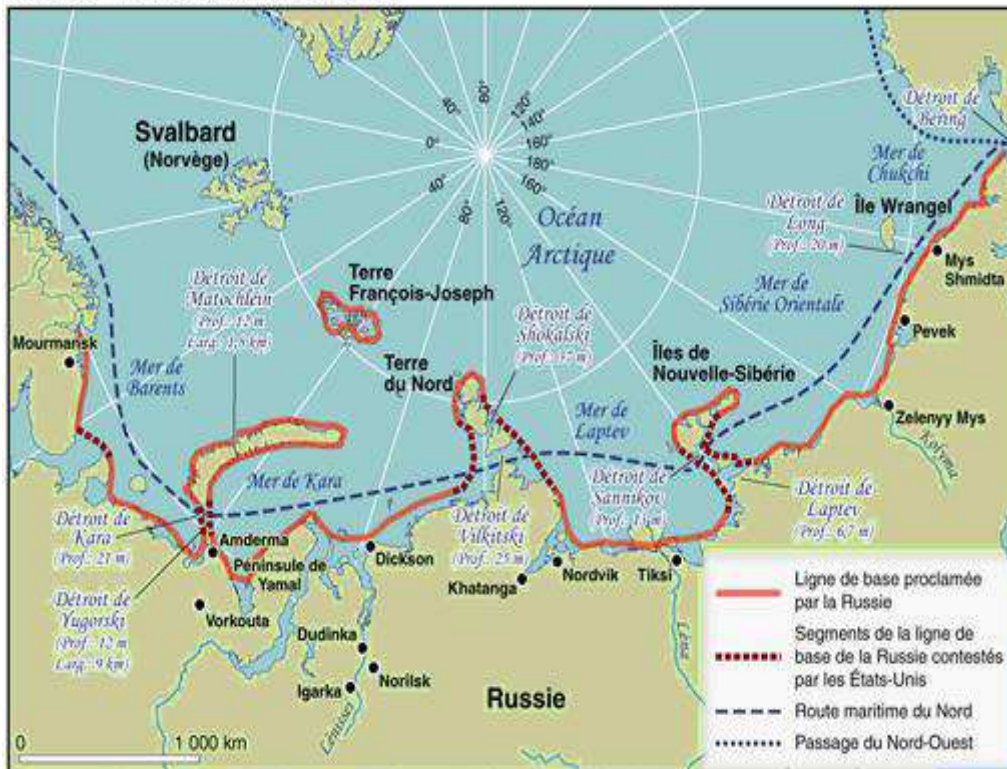 Svalbard
(Norvège)
Océan
Arctique
Détroit de
Bering
Mer de
Chukchi
Île Wrangel
Détroit de
Long
(Prof.: 20 m)
Mys
Shmidta
Mer de
Sibérie Orientale
Pevek
Zelenyy Mys
Kolyma
80°
40°
0°
40°
80°
120°
140°
160°
180°
160°
120°
Terre
François-Joseph
Détroit de
Matochlein
Prof.: 12 m
Larg.: 1,5 km)
Mourmansk
Mer de
Barents
Terre
du Nord
Détroit de
Shokalski
(Prof.: 37 m)
Îles de
Nouvelle-Sibérie
Mer de
Laptev
Mer de Kara
Détroit de
Kara
(Prof.: 21 m)
Amderma
Péninsule de
Yamal
Détroit de
Yugorski
(Prof.: 12 m
Larg.: 9 km)
Vorkouta
Dickson
Détroit de
Vilkitski
(Prof.: 25 m)
Détroit de
Sannikov
(Prof.: 13 m)
Détroit de
Laptev
(Prof.: 6,7 m)
Khatanga
Nordvik
Tiksi
Léna
Dudinka
Norilsk
Igarka
Iénisseï
Russie
0
1 000 km
Ligne de base proclamée
par la Russie
Segments de la ligne de
base de la Russie contestés
par les États-Unis
Route maritime du Nord
Passage du Nord-Ouest